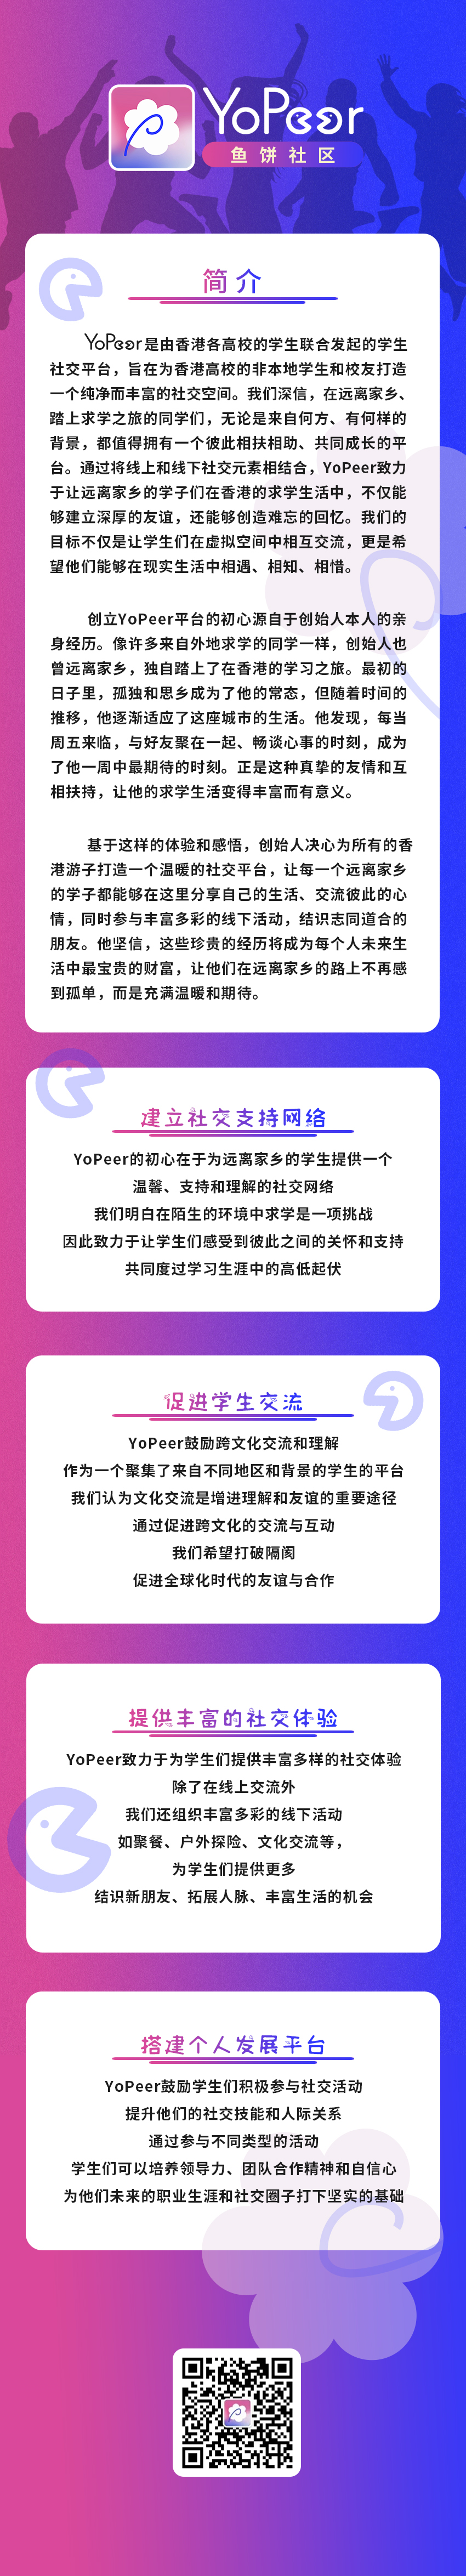 YoPeer
鱼饼社区
简介
YoPeer是由香港各高校的学生联合发起的学生
社交平台，旨在为香港高校的非本地学生和校友打造
一个纯净而丰富的社交空间。我们深信，在远离家乡、
踏上求学之旅的同学们，无论是来自何方、有何样的
背景，都值得拥有一个彼此相扶相助、共同成长的平
台。通过将线上和线下社交元素相结合，YoPeer致力
于让远离家乡的学子们在香港的求学生活中，不仅能
够建立深厚的友谊，还能够创造难忘的回忆。我们的
目标不仅是让学生们在虚拟空间中相互交流，更是希
望他们能够在现实生活中相遇、相知、相惜。
创立YoPeer平台的初心源自于创始人本人的亲
身经历。像许多来自外地求学的同学一样，创始人也
曾远离家乡，独自踏上了在香港的学习之旅。最初的
日子里，孤独和思乡成为了他的常态，但随着时间的
推移，他逐渐适应了这座城市的生活。他发现，每当
周五来临，与好友聚在一起、畅谈心事的时刻，成为
了他一周中最期待的时刻。正是这种真挚的友情和互
相扶持，让他的求学生活变得丰富而有意义。
基于这样的体验和感悟，创始人决心为所有的香
港游子打造一个温暖的社交平台，让每一个远离家乡
的学子都能够在这里分享自己的生活、交流彼此的心
情，同时参与丰富多彩的线下活动，结识志同道合的
朋友。他坚信，这些珍贵的经历将成为每个人未来生
活中最宝贵的财富，让他们在远离家乡的路上不再感
到孤单，而是充满温暖和期待。
建立社交支持网络
YoPeer的初心在于为远离家乡的学生提供一个
温馨、支持和理解的社交网络
我们明白在陌生的环境中求学是一项挑战
因此致力于让学生们感受到彼此之间的关怀和支持
共同度过学习生涯中的高低起伏
促进学生交流
YoPeer鼓励跨文化交流和理解
作为一个聚集了来自不同地区和背景的学生的平台
我们认为文化交流是增进理解和友谊的重要途径
通过促进跨文化的交流与互动
我们希望打破隔阂
促进全球化时代的友谊与合作
提供丰富的社交体验
YoPeer致力于为学生们提供丰富多样的社交体验
除了在线上交流外
我们还组织丰富多彩的线下活动
如聚餐、户外探险、文化交流等，
为学生们提供更多
结识新朋友、拓展人脉、丰富生活的机会
搭建个人发展平台
YoPeer鼓励学生们积极参与社交活动
提升他们的社交技能和人际关系
通过参与不同类型的活动
学生们可以培养领导力、团队合作精神和自信心
为他们未来的职业生涯和社交圈子打下坚实的基础